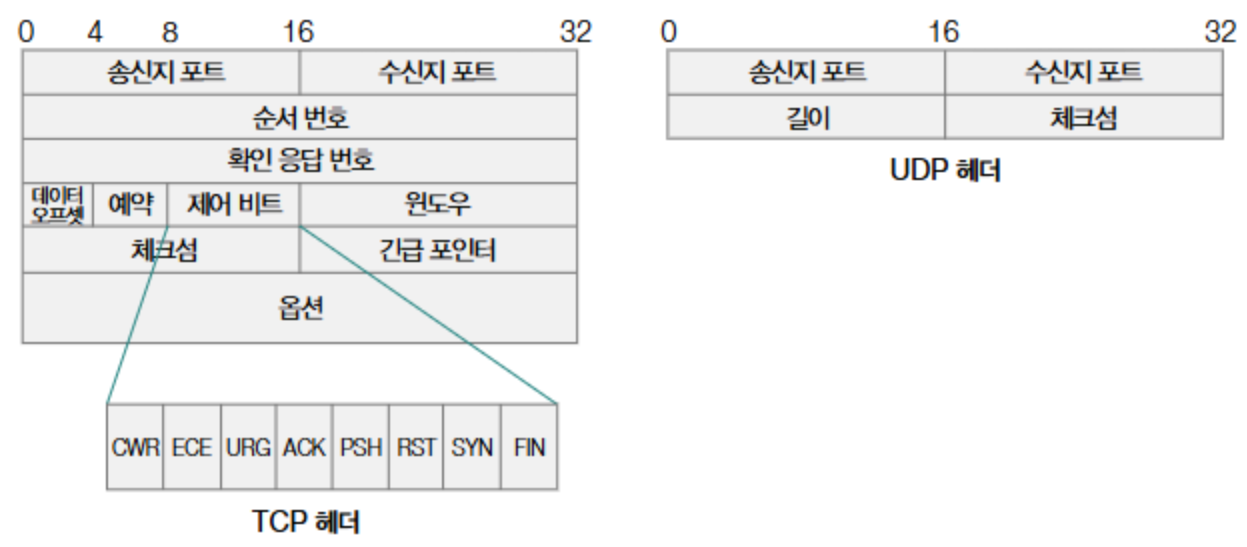 0 4 8 16 32
송신지 포트 수신지 포트
순서 번호
확인 응답 번호
데이터 오프셋 예약 제어 비트 윈도우
체크섬 긴급 포인터
옵션
CWR ECE URG ACK PSH RST SYN FIN
TCP 헤더
0 16 32
송신지 포트 수신지 포트
길이 체크섬
UDP 헤더